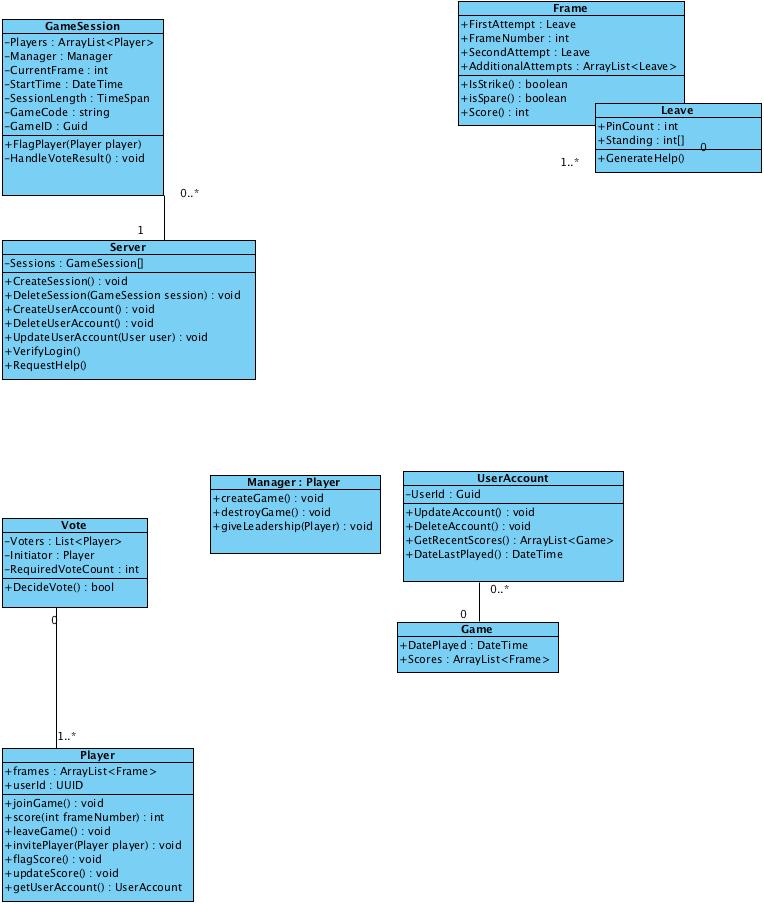 GameSession
-Players : ArrayList<Player>
-Manager : Manager
-CurrentFrame : int
-StartTime : DateTime
-SessionLength : TimeSpan
-GameCode : string
-GameID : Guid
+FlagPlayer(Player player)
-HandleVoteResult() : void
0..*
1
Server
-Sessions : GameSession[]
+CreateSession() : void
+DeleteSession(GameSession session) : void
+CreateUserAccount() : void
+DeleteUserAccount() : void
+UpdateUserAccount(User user) : void
+VerifyLogin()
+RequestHelp()
Frame
+FirstAttempt : Leave
+FrameNumber : int
+SecondAttempt : Leave
+AdditionalAttempts : ArrayList<Leave>
+IsStrike() : boolean
+isSpare() : boolean
+Score() : int
Leave
+PinCount : int
+Standing : int[]
0
+GenerateHelp()
1..*
Manager : Player
+createGame() : void
+destroyGame() : void
+giveLeadership(Player) : void
UserAccount
-UserId : Guid
+UpdateAccount() : void
+DeleteAccount() : void
+GetRecentScores() : ArrayList<Game>
+DateLastPlayed() : DateTime
0..*
0
Game
+DatePlayed : DateTime
+Scores : ArrayList<Frame>
Vote
-Voters : List<Player>
-Initiator : Player
-RequiredVoteCount : int
+DecideVote() : bool
0
1..*
Player
+frames : ArrayList<Frame>
+userId : UUID
+joinGame() : void
+score(int frameNumber) : int
+leaveGame() : void
+invitePlayer(Player player) : void
+flagScore() : void
+updateScore() : void
+getUserAccount() : UserAccount